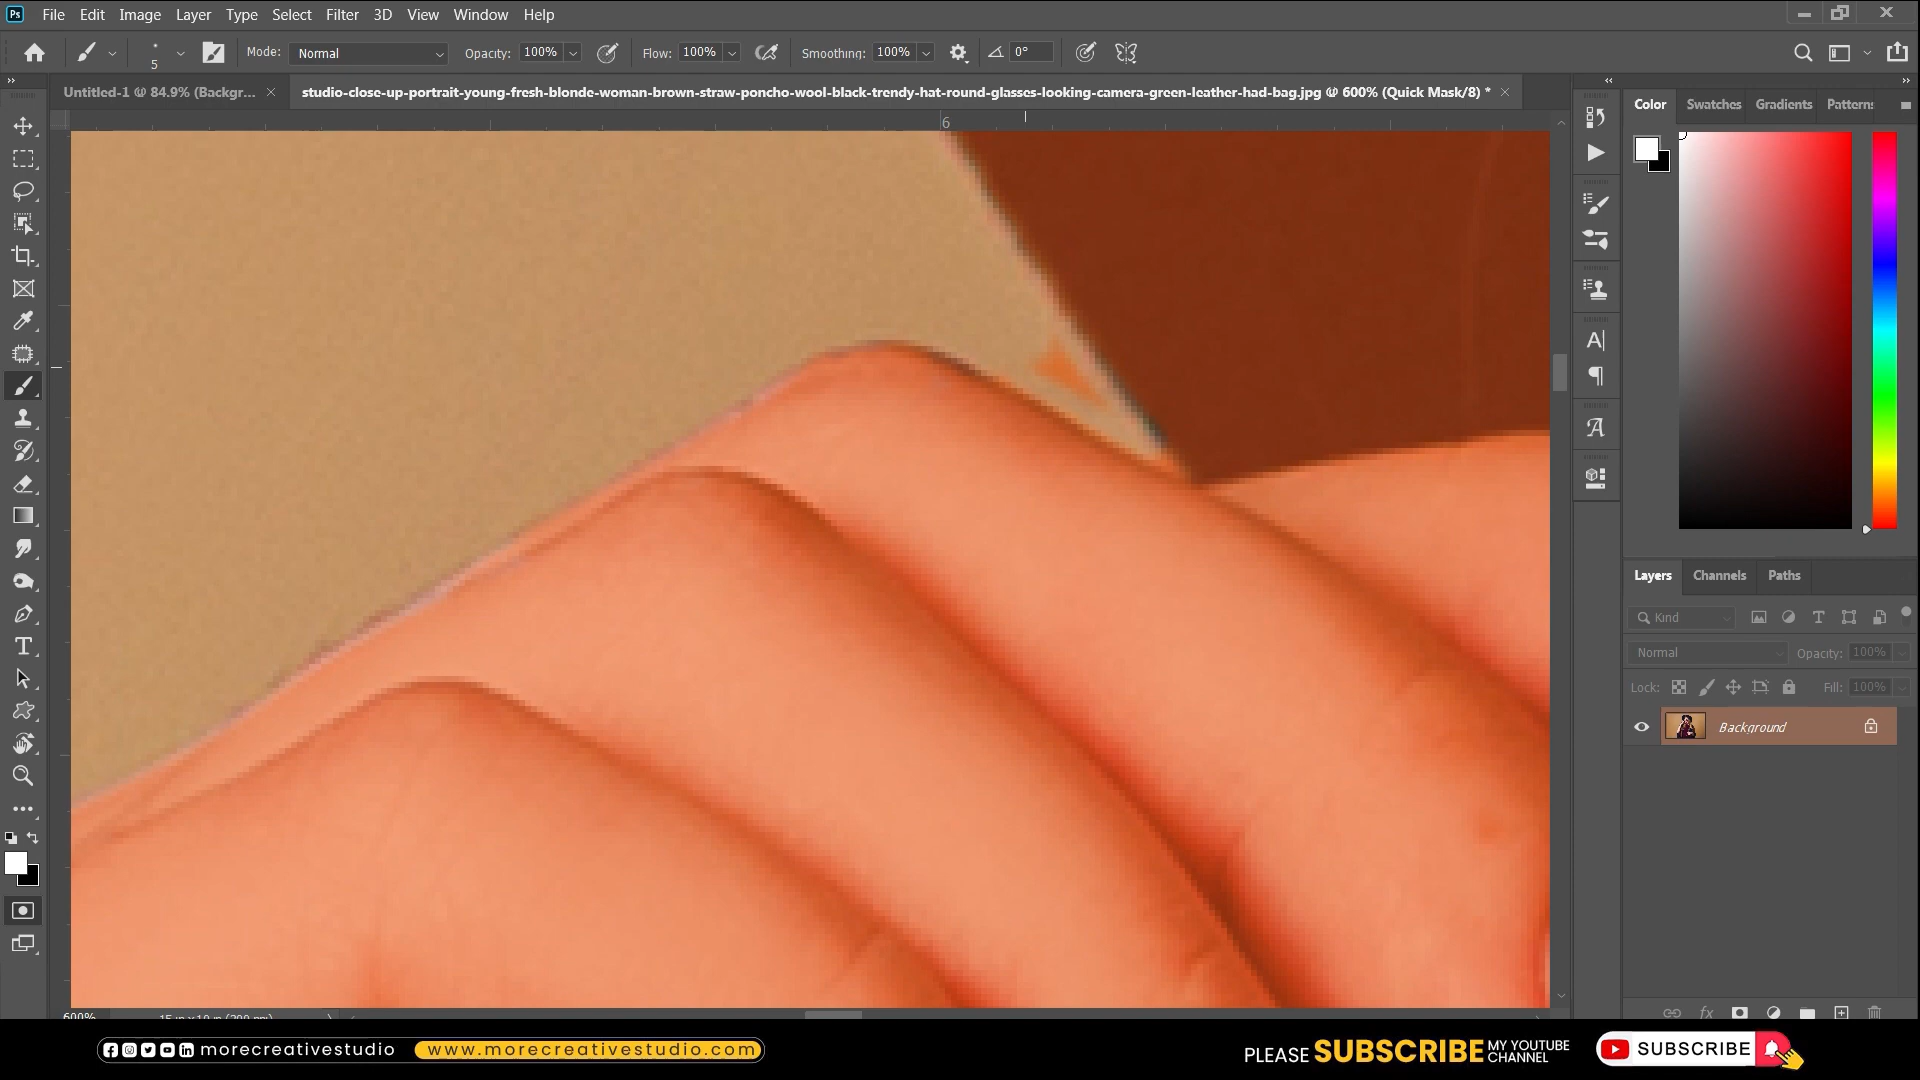 Ps File Edit Image Layer Type Select Filter 3D View Window Help
5 Mode: Normal Opacity: 100% Flow: 100% Smoothing: 100% 0°
Untitled-1 @ 84.9% (Backgr... × studio-close-up-portrait-young-fresh-blonde-woman-brown-straw-poncho-wool-black-trendy-hat-round-glasses-looking-camera-green-leather-had-bag.jpg @ 600% (Quick Mask/8) * ×
6
Color Swatches Gradients Patterns
Layers Channels Paths
Kind
Normal Opacity: 100%
Lock: Fill: 100%
Background
600%
morecreativestudio www.morecreativestudio.com
PLEASE SUBSCRIBE MY YOUTUBE CHANNEL SUBSCRIBE